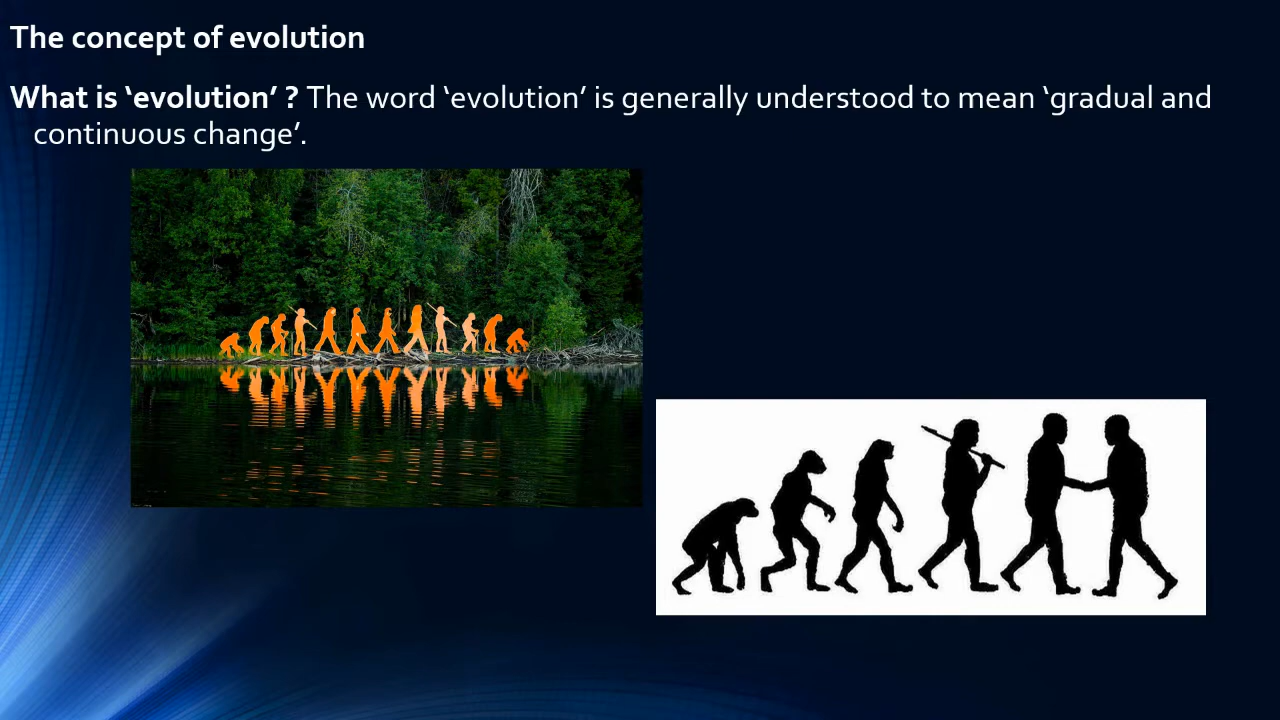 The concept of evolution
What is ‘evolution’ ? The word ‘evolution’ is generally understood to mean ‘gradual and
continuous change’.